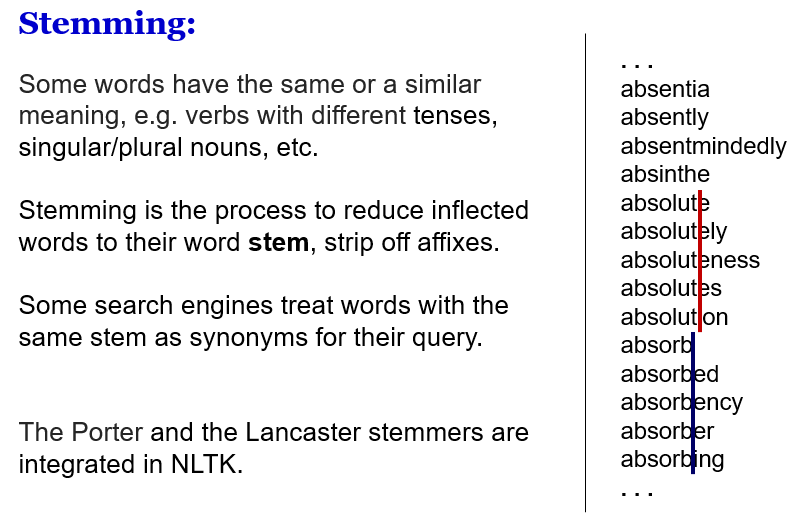 Stemming:
Some words have the same or a similar
meaning, e.g. verbs with different tenses,
singular/plural nouns, etc.
Stemming is the process to reduce inflected
words to their word stem, strip off affixes.
Some search engines treat words with the
same stem as synonyms for their query.
The Porter and the Lancaster stemmers are
integrated in NLTK.
. . .
absentia
absently
absentmindedly
absinthe
absolute
absolutely
absoluteness
absolutes
absolution
absorb
absorbed
absorbency
absorber
absorbing
. . .